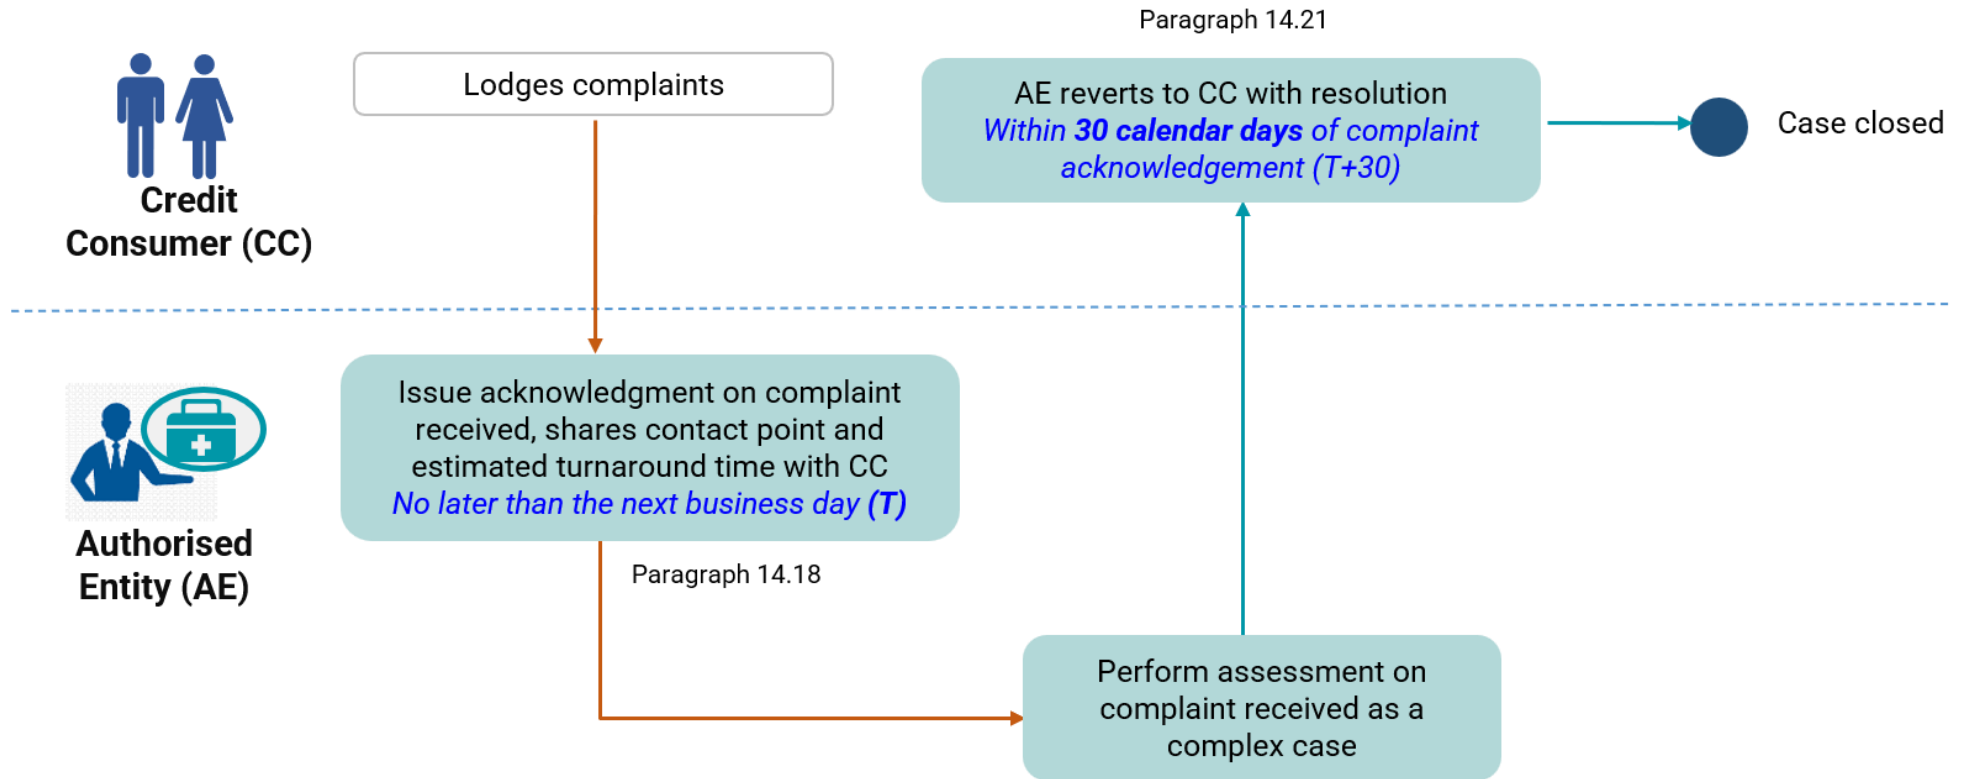 Paragraph 14.21
Lodges complaints
AE reverts to CC with resolution
Within 30 calendar days of complaint
acknowledgement (T+30)
Case closed
Credit
Consumer (CC)
Issue acknowledgment on complaint
received, shares contact point and
estimated turnaround time with CC
No later than the next business day (T)
Authorised
Entity (AE)
Paragraph 14.18
Perform assessment on
complaint received as a
complex case